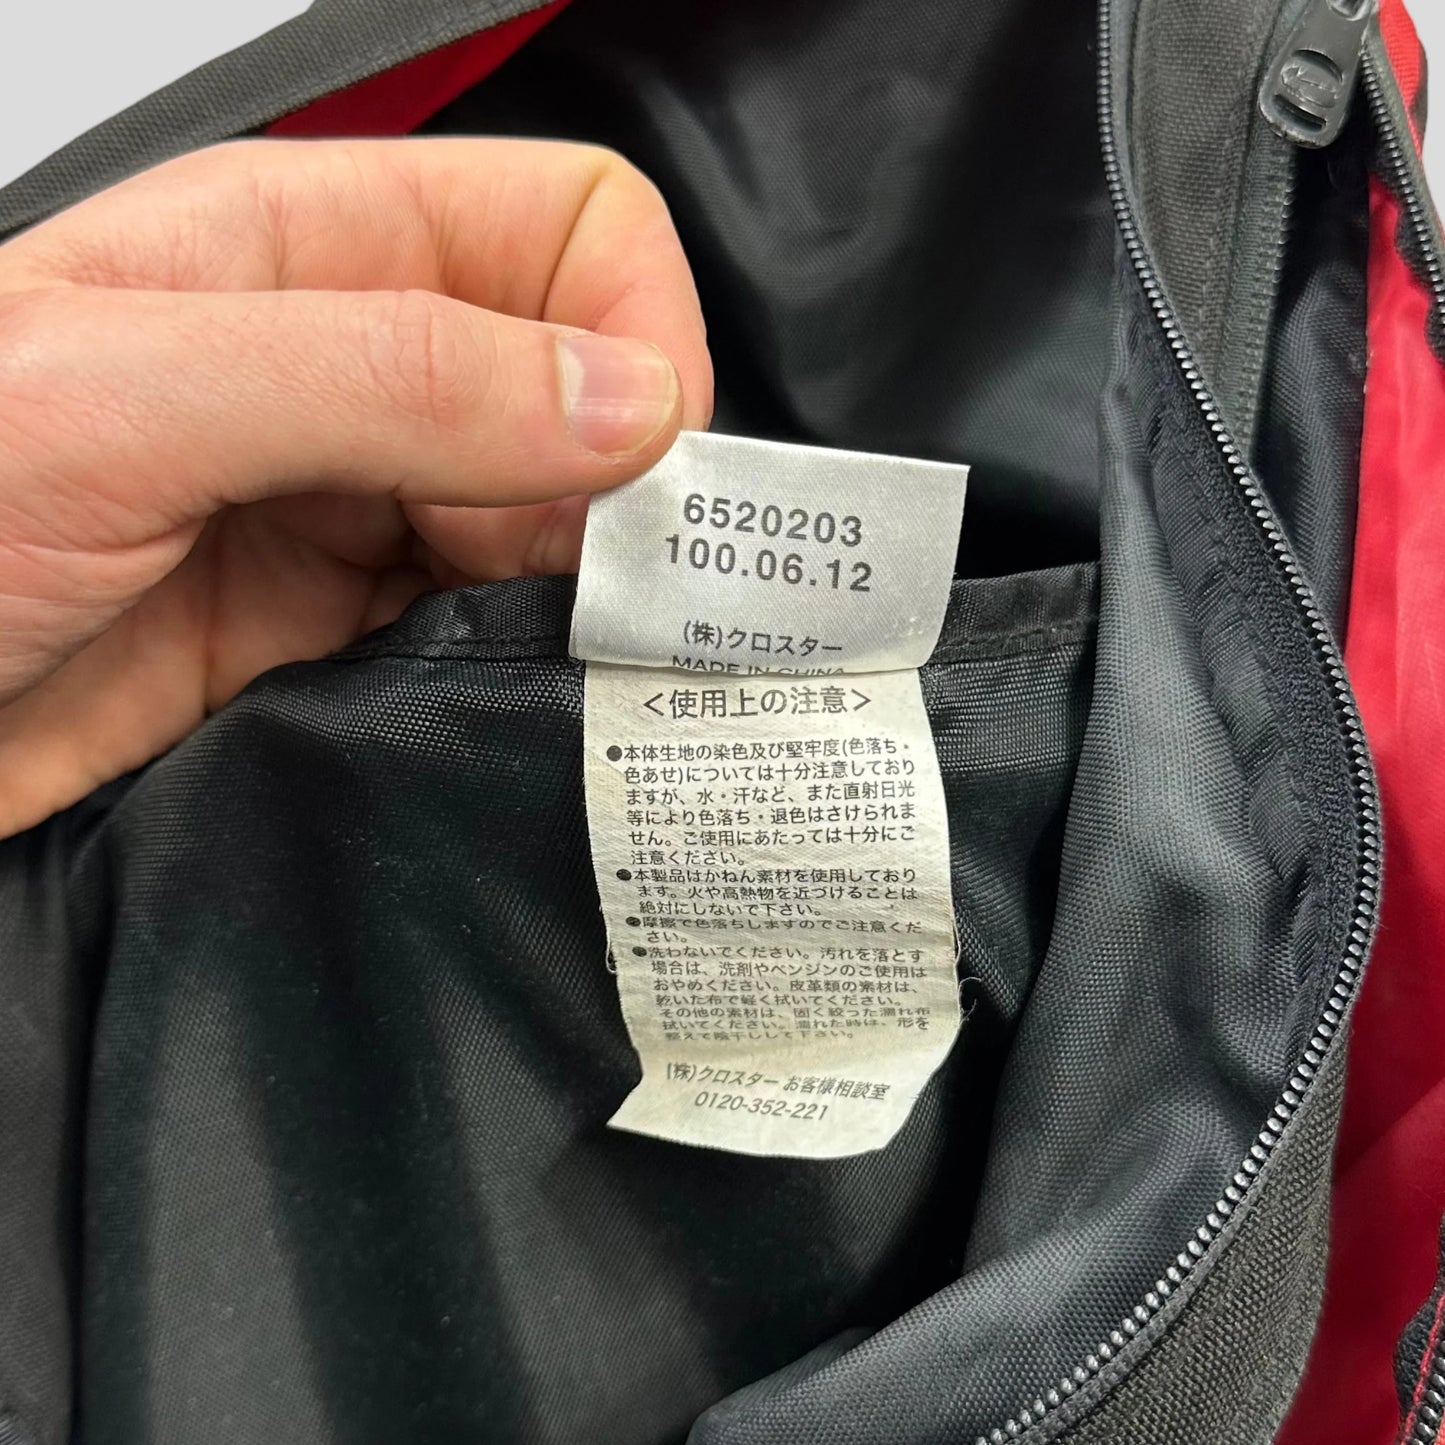 6520203
100.06.12
(株)クロスター
MADE IN CHINA
＜使用上の注意＞
●本体生地の染色及び堅牢度(色落ち・
色あせ)については十分注意しており
ますが、水・汗など、また直射日光
等により色落ち・退色はさけられま
せん。ご使用にあたっては十分にご
注意ください。
●本製品はかねん素材を使用しており
ます。火や高熱物を近づけることは
絶対にしないで下さい。
●摩擦で色落ちしますのでご注意くだ
さい。
●洗わないでください。汚れを落とす
場合は、洗剤やベンジンのご使用は
おやめください。皮革類の素材は、
乾いた布で軽く拭いてください。
その他の素材は、固く絞った濡れ布
拭いてください。濡れた時は、形を
整えて陰干しして下さい。
(株)クロスター お客様相談室
0120-352-221